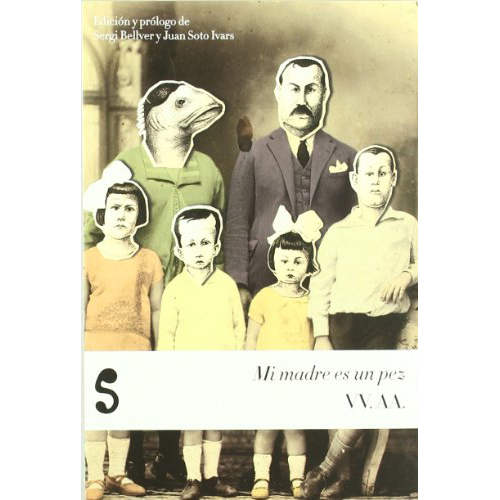 Edición y prólogo de
Sergi Bellver y Juan Soto Ivars
Mi madre es un pez
VV. AA.